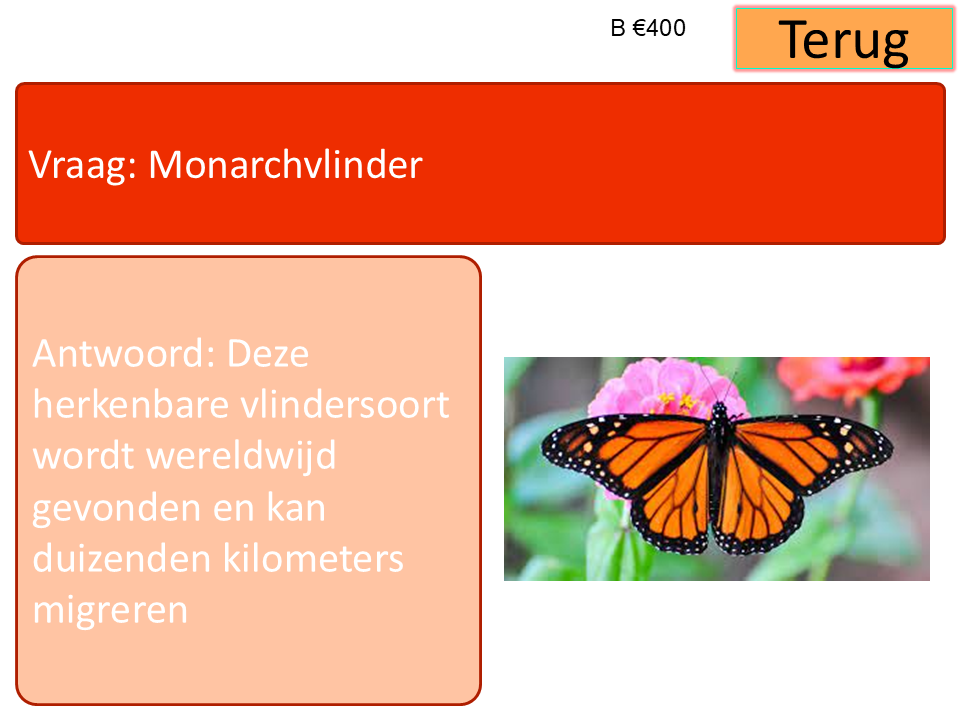 B €400
Terug
Vraag: Monarchvlinder
Antwoord: Deze
herkenbare vlindersoort
wordt wereldwijd
gevonden en kan
duizenden kilometers
migreren